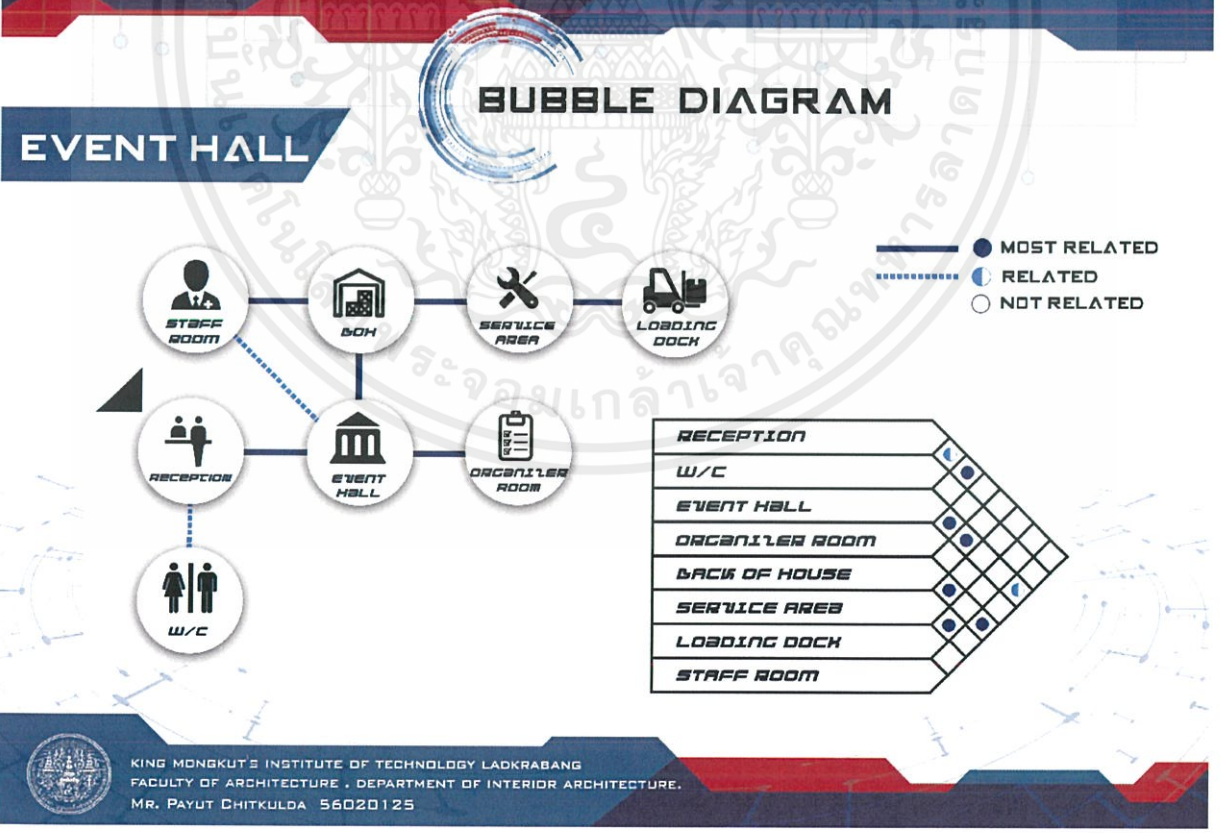 BUBBLE DIAGRAM
EVENT HALL
MOST RELATED
RELATED
NOT RELATED
STAFF
ROOM
BOH
SERVICE
AREA
LOADING
DOCK
RECEPTION
EVENT
HALL
ORGANIZER
ROOM
W/C
RECEPTION
W/C
EVENT HALL
ORGANIZER ROOM
BACK OF HOUSE
SERVICE AREA
LOADING DOCK
STAFF ROOM
KING MONGKUT'S INSTITUTE OF TECHNOLOGY LADKRABANG
FACULTY OF ARCHITECTURE . DEPARTMENT OF INTERIOR ARCHITECTURE.
MR. PAYUT CHITKULDA 56020125